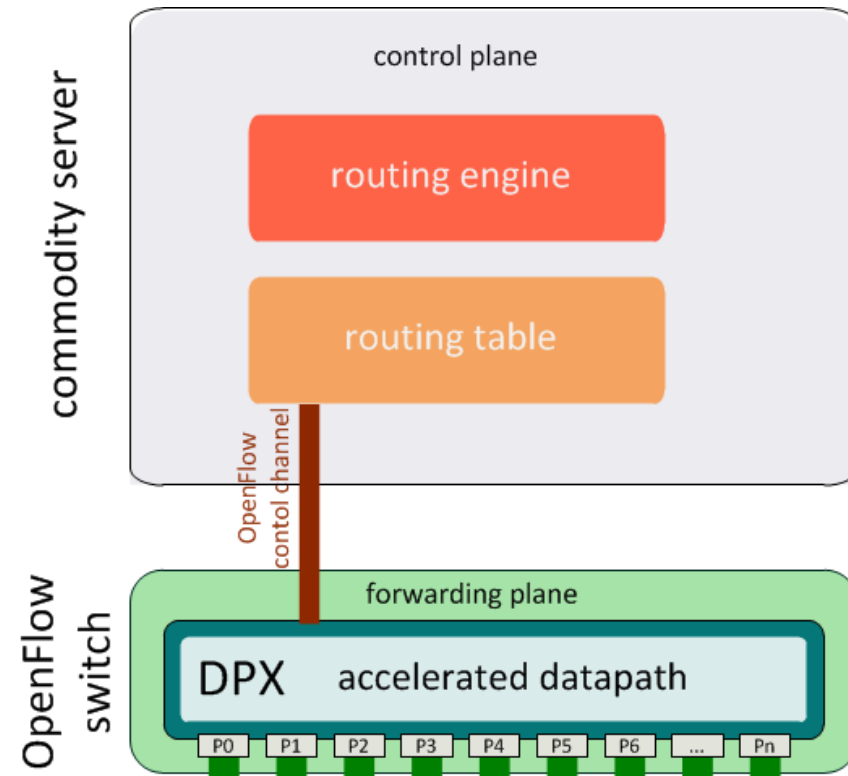 commodity server
control plane
routing engine
routing table
OpenFlow
contol channel
OpenFlow
switch
forwarding plane
DPX accelerated datapath
P0 P1 P2 P3 P4 P5 P6 ... Pn